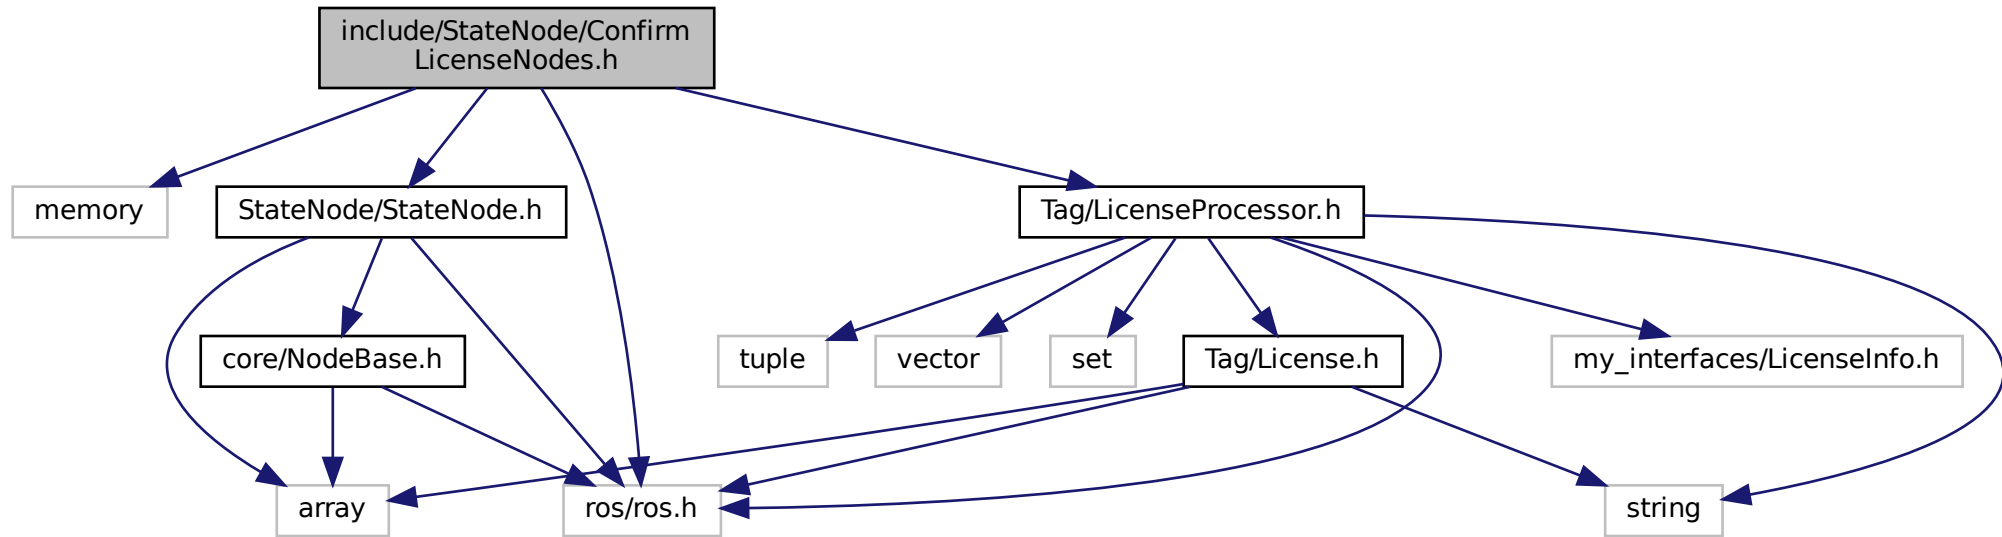 include/StateNode/Confirm
LicenseNodes.h
memory
StateNode/StateNode.h
Tag/LicenseProcessor.h
core/NodeBase.h
tuple
vector
set
Tag/License.h
my_interfaces/LicenseInfo.h
array
ros/ros.h
string